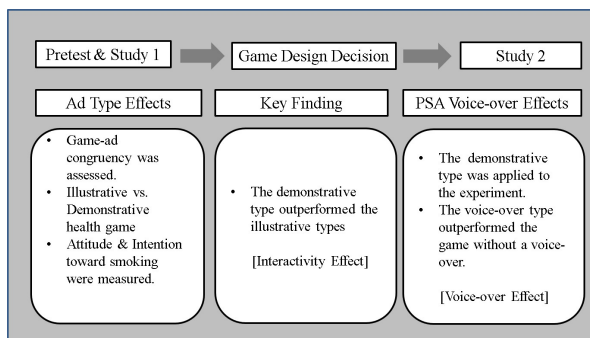 Pretest & Study 1
Game Design Decision
Study 2
Ad Type Effects
Key Finding
PSA Voice-over Effects
• Game-ad
congruency was
assessed.
• Illustrative vs.
Demonstrative
health game
• Attitude & Intention
toward smoking
were measured.
• The demonstrative
type outperformed the
illustrative types
[Interactivity Effect]
• The demonstrative
type was applied to
the experiment.
• The voice-over type
outperformed the
game without a voice-
over.
[Voice-over Effect]